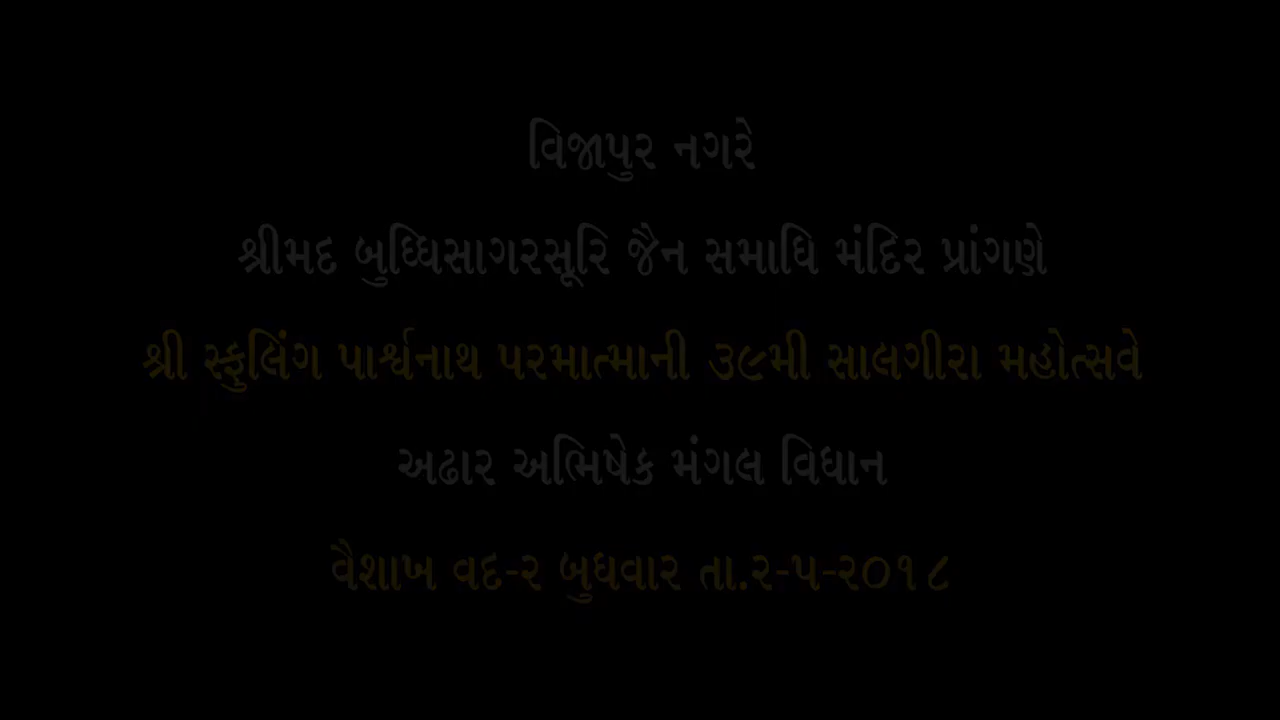 વિજાપુર નગરે
શ્રીમદ બુધ્ધિસાગરસૂરિ જૈન સમાધિ મંદિર પ્રાંગણે
શ્રી સ્ફુલિંગ પાર્શ્વનાથ પરમાત્માની ૩૯મી સાલગીરા મહોત્સવે
અઢાર અભિષેક મંગલ વિધાન
વૈશાખ વદ-૨ બુધવાર તા.૨-૫-૨૦૧૮